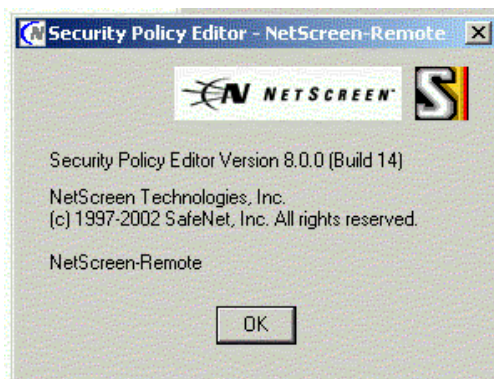 Security Policy Editor - NetScreen-Remote
NETSCREEN
Security Policy Editor Version 8.0.0 (Build 14)
NetScreen Technologies, Inc.
(c) 1997-2002 SafeNet, Inc. All rights reserved.
NetScreen-Remote
OK